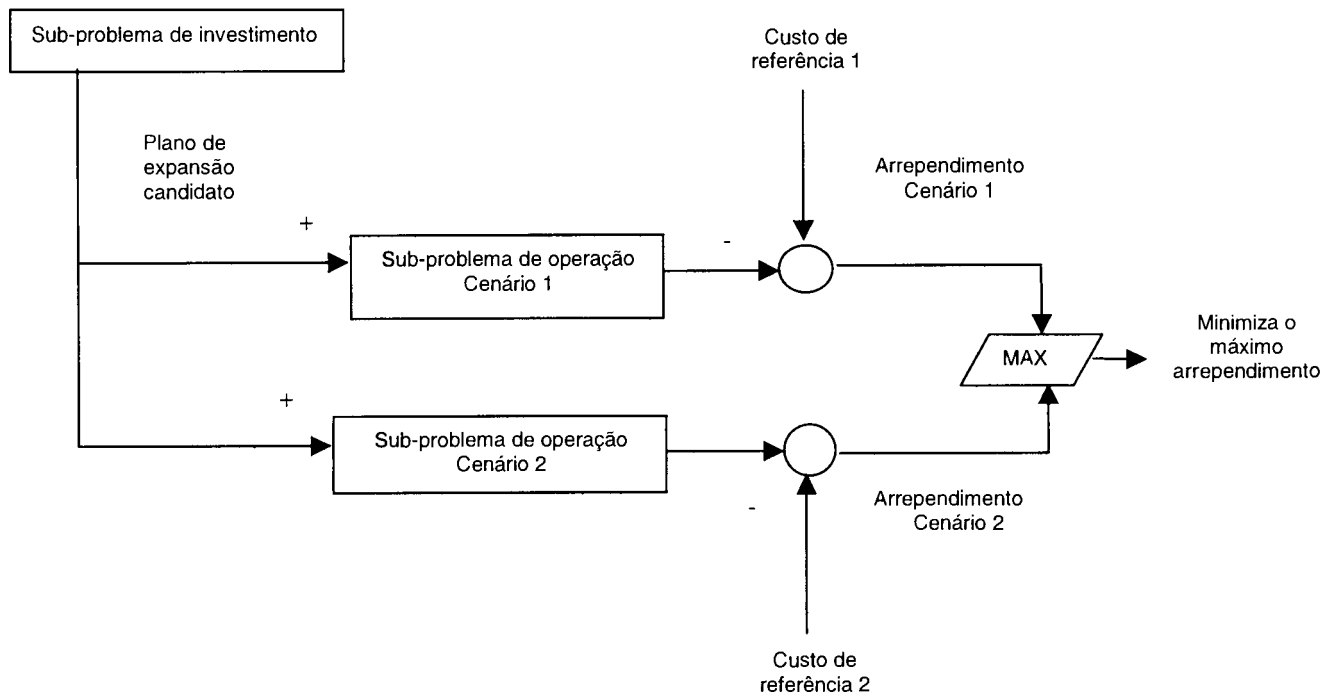 Sub-problema de investimento
Custo de
referência 1
Plano de
expansão
candidato
Arrependimento
Cenário 1
+
Sub-problema de operação
Cenário 1
-
MAX
Minimiza o
máximo
arrependimento
+
Sub-problema de operação
Cenário 2
-
Arrependimento
Cenário 2
Custo de
referência 2